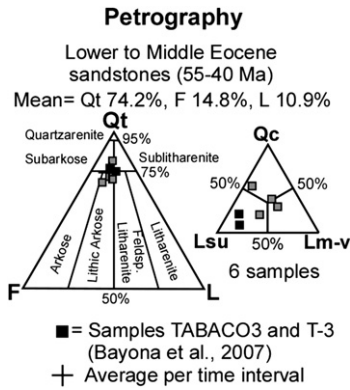 Petrography
Lower to Middle Eocene
sandstones (55-40 Ma)
Mean= Qt 74.2%, F 14.8%, L 10.9%
Qt
Quartzarenite
95%
Subarkose
Sublitharenite
75%
Arkose
Lithic Arkose
Feldsp.
Litharenite
Litharenite
F
50%
L
Qc
50%
50%
Lsu
50%
Lm-v
6 samples
= Samples TABACO3 and T-3
(Bayona et al., 2007)
Average per time interval